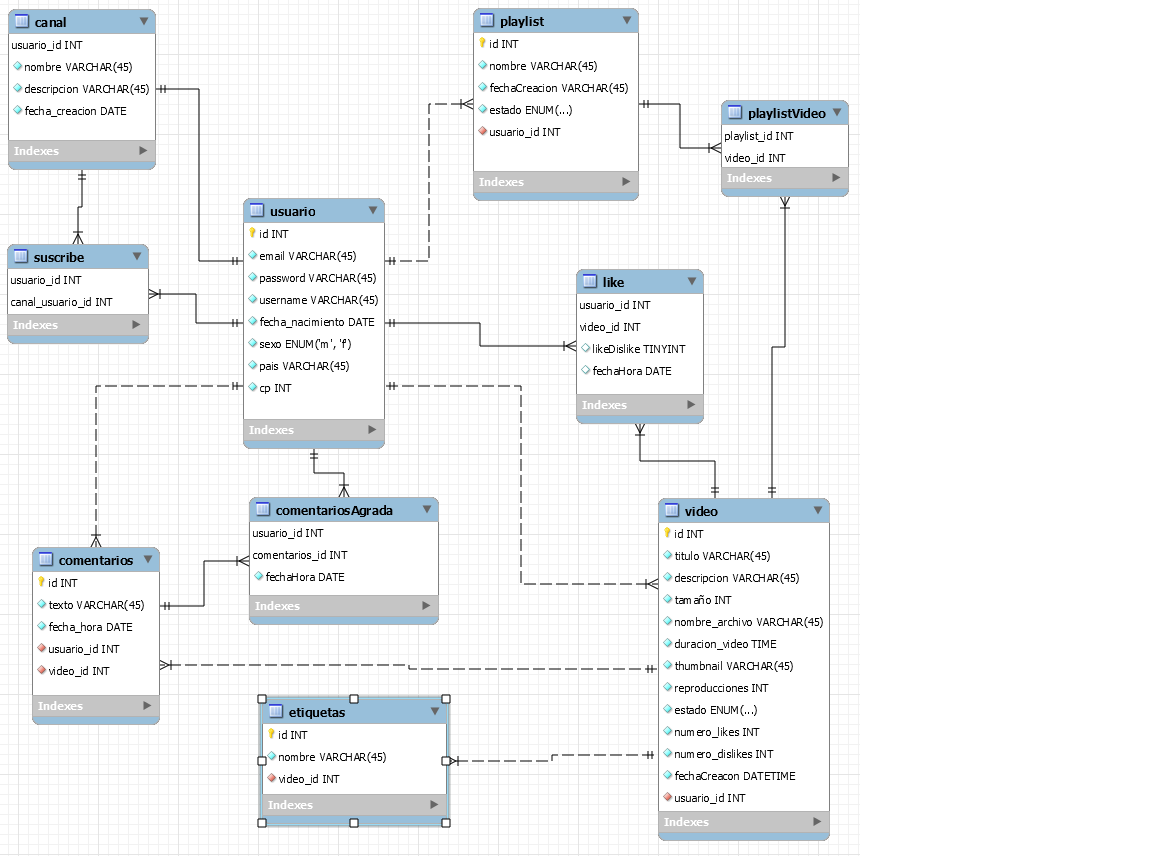 canal
usuario_id INT
nombre VARCHAR(45)
descripcion VARCHAR(45)
fecha_creacion DATE
Indexes
playlist
id INT
nombre VARCHAR(45)
fechaCreacion VARCHAR(45)
estado ENUM(...)
usuario_id INT
Indexes
playlistVideo
playlist_id INT
video_id INT
Indexes
suscribe
usuario_id INT
canal_usuario_id INT
Indexes
usuario
id INT
email VARCHAR(45)
password VARCHAR(45)
username VARCHAR(45)
fecha_nacimiento DATE
sexo ENUM('m', 'f')
pais VARCHAR(45)
cp INT
Indexes
like
usuario_id INT
video_id INT
likeDislike TINYINT
fechaHora DATE
Indexes
comentariosAgrada
usuario_id INT
comentarios_id INT
fechaHora DATE
Indexes
comentarios
id INT
texto VARCHAR(45)
fecha_hora DATE
usuario_id INT
video_id INT
Indexes
video
id INT
titulo VARCHAR(45)
descripcion VARCHAR(45)
tamaño INT
nombre_archivo VARCHAR(45)
duracion_video TIME
thumbnail VARCHAR(45)
reproducciones INT
estado ENUM(...)
numero_likes INT
numero_dislikes INT
fechaCreacon DATETIME
usuario_id INT
Indexes
etiquetas
id INT
nombre VARCHAR(45)
video_id INT
Indexes